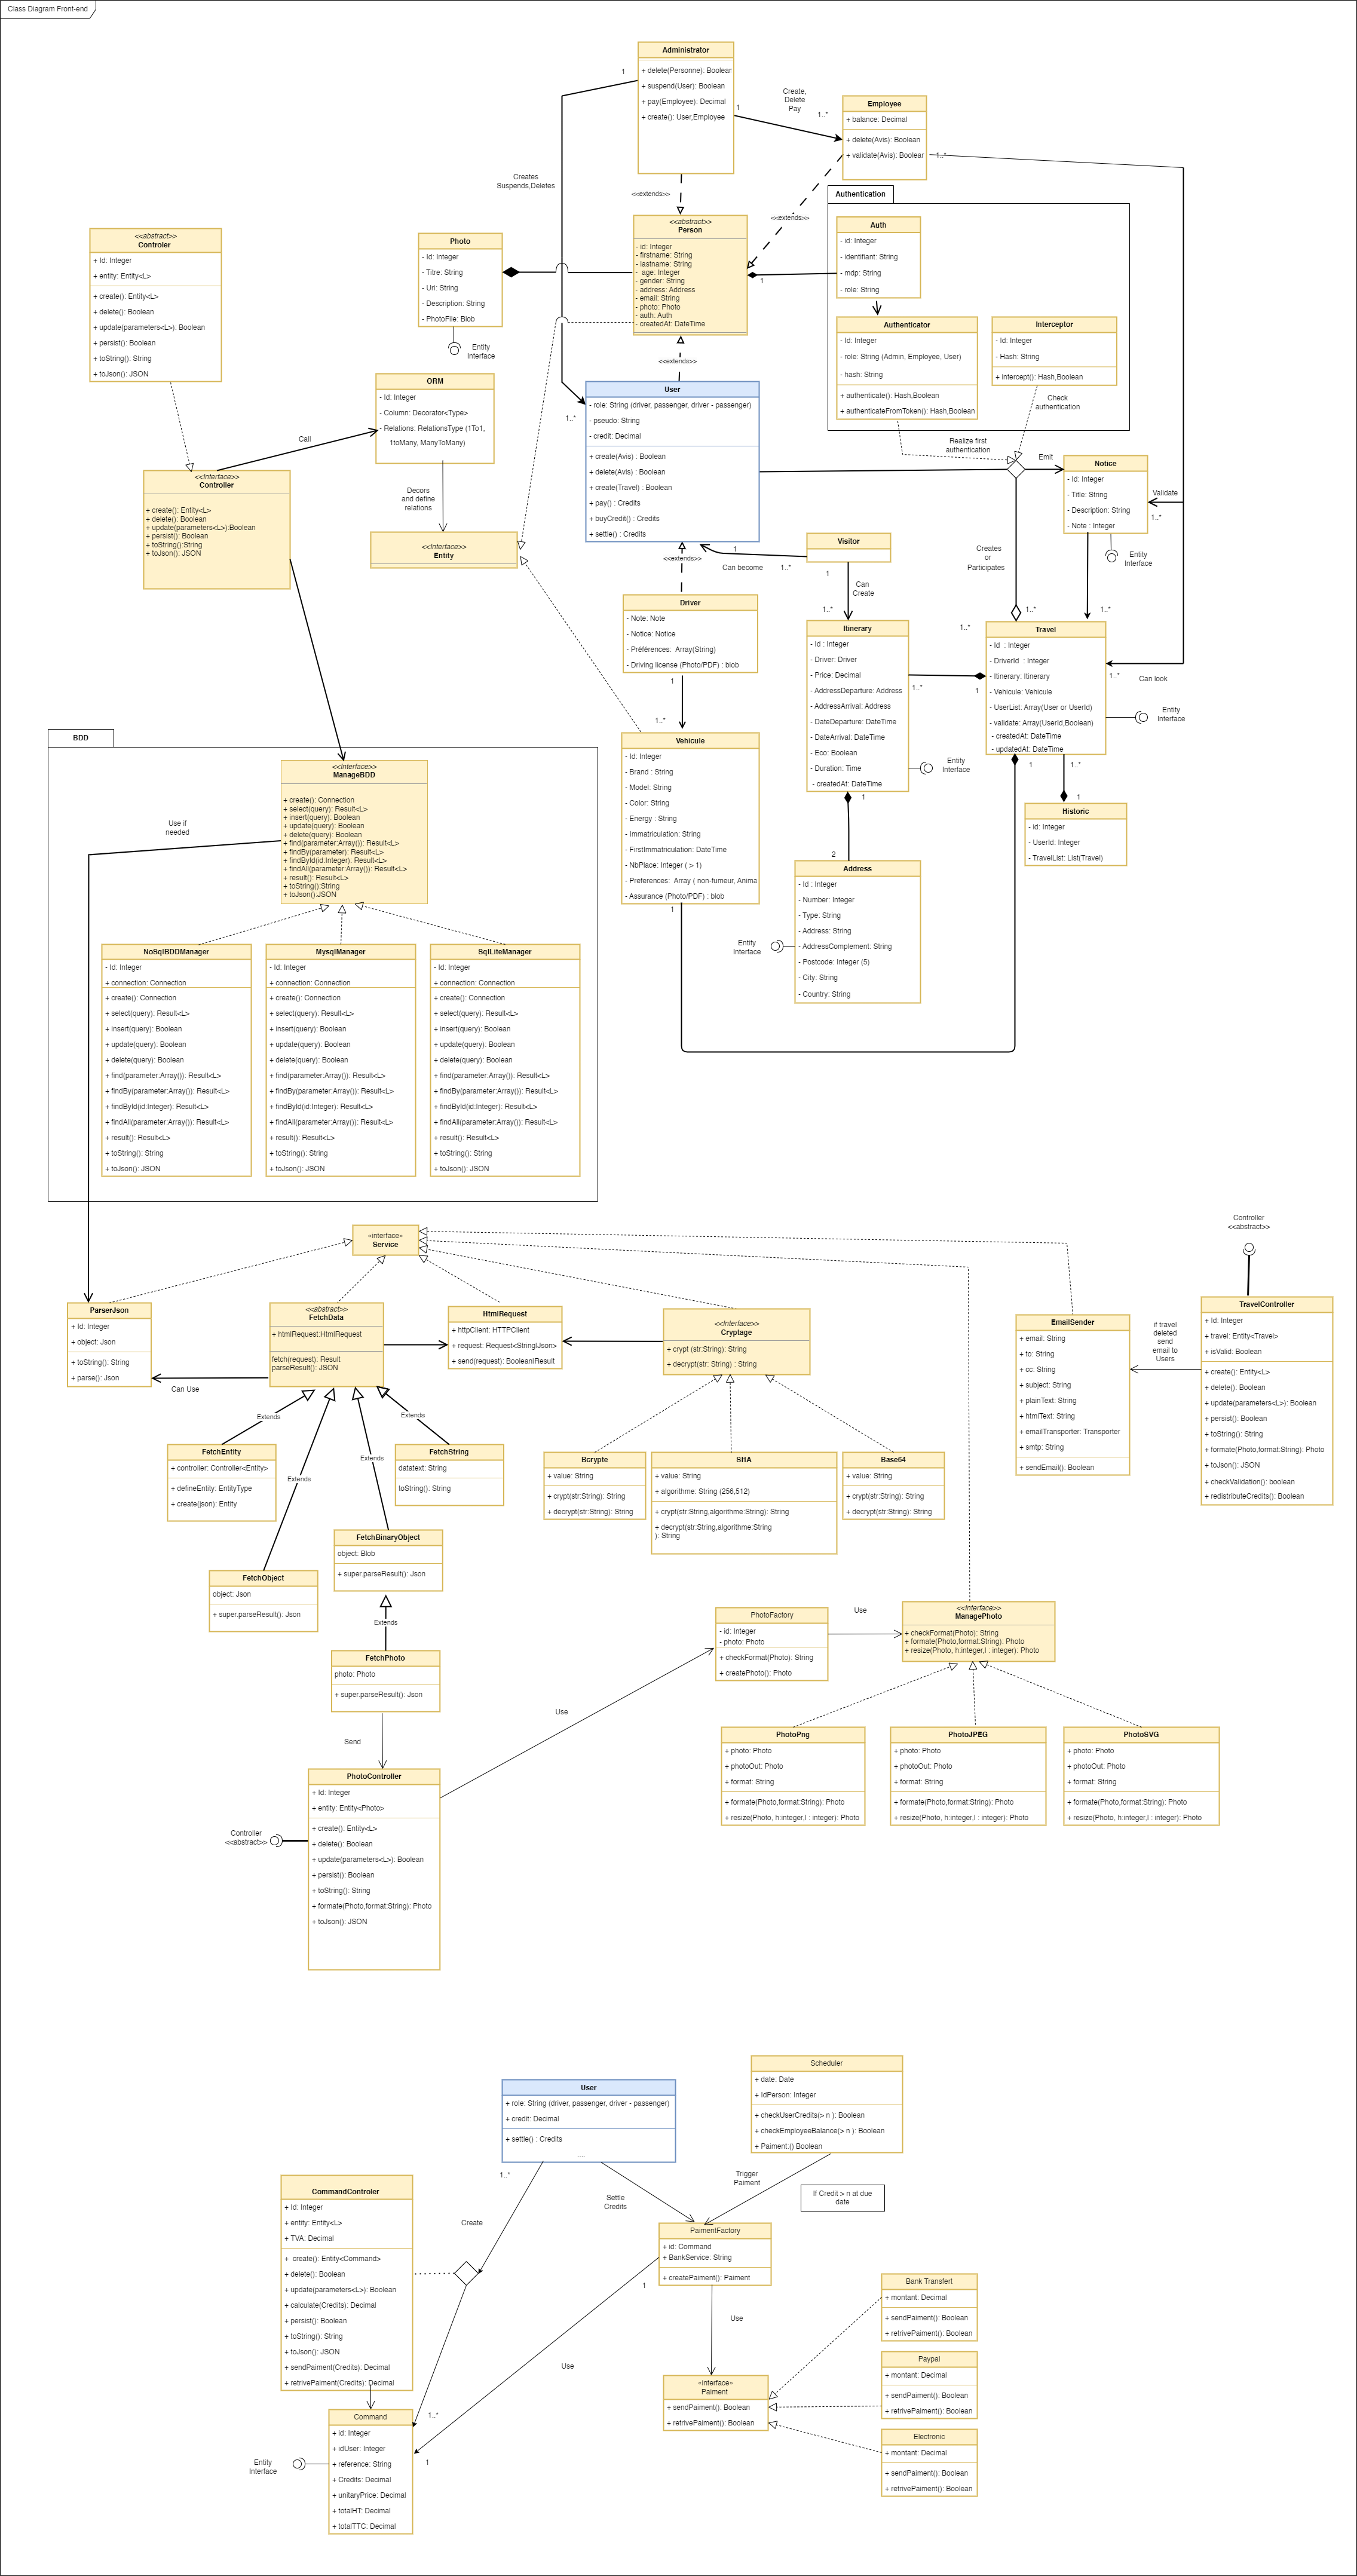 Class Diagram Front-end
Administrator
+ delete(Personne): Boolear
+ suspend(User): Boolean
+ pay(Employee): Decimal
+ create(): User,Employee
1
1
Create,
Delete
Pay
1..*
Employee
+ balance: Decimal
+ delete(Avis): Boolean
+ validate(Avis): Boolear
1..*
Creates
Suspends,Deletes
<<extends>>
<<extends>>
Authentication
Auth
- id: Integer
- identifiant: String
- mdp: String
- role: String
Authenticator
- Id: Integer
- role: String (Admin, Employee, User)
- hash: String
+ authenticate(): Hash,Boolean
+ authenticateFromToken(): Hash,Boolean
Interceptor
- Id: Integer
- Hash: String
+ intercept(): Hash,Boolean
Check
authentication
Realize first
authentication
<<abstract>>
Person
- id: Integer
- firstname: String
- lastname: String
- age: Integer
- gender: String
- address: Address
- email: String
- photo: Photo
- auth: Auth
- createdAt: DateTime
1
<<extends>>
Photo
- Id: Integer
- Titre: String
- Uri: String
- Description: String
- PhotoFile: Blob
Entity
Interface
<<abstract>>
Controler
+ Id: Integer
+ entity: Entity<L>
+ create(): Entity<L>
+ delete(): Boolean
+ update(parameters<L>): Boolean
+ persist(): Boolean
+ toString(): String
+ toJson(): JSON
ORM
- Id: Integer
- Column: Decorator<Type>
- Relations: RelationsType (1To1,
1toMany, ManyToMany)
Call
Decors
and define
relations
<<Interface>>
Controller
+ create(): Entity<L>
+ delete(): Boolean
+ update(parameters<L>):Boolean
+ persist(): Boolean
+ toString():String
+ toJson(): JSON
<<Interface>>
Entity
1..*
User
- role: String (driver, passenger, driver - passenger)
- pseudo: String
- credit: Decimal
+ create(Avis) : Boolean
+ delete(Avis) : Boolean
+ create(Travel) : Boolean
+ pay() : Credits
+ buyCredit() : Credits
+ settle() : Credits
<<extends>>
1
Can become
1..*
Visitor
1
Can
Create
1..*
Emit
Notice
- Id: Integer
- Title: String
- Description: String
- Note : Integer
Validate
1..*
Entity
Interface
Creates
or
Participates
1..*
1..*
1..*
Driver
- Note: Note
- Notice: Notice
- Préférences: Array(String)
- Driving license (Photo/PDF) : blob
1
1..*
Itinerary
- Id : Integer
- Driver: Driver
- Price: Decimal
- AddressDeparture: Address
- AddressArrival: Address
- DateDeparture: DateTime
- DateArrival: DateTime
- Eco: Boolean
- Duration: Time
- createdAt: DateTime
1..*
1
Entity
Interface
1
2
Travel
- Id : Integer
- DriverId : Integer
- Itinerary: Itinerary
- Vehicule: Vehicule
- UserList: Array(User or UserId)
- validate: Array(UserId,Boolean)
- createdAt: DateTime
- updatedAt: DateTime
1..*
Can look
Entity
Interface
1
1..*
1
Historic
- id: Integer
- UserId: Integer
- TravelList: List(Travel)
Vehicule
- Id: Integer
- Brand : String
- Model: String
- Color: String
- Energy : String
- Immatriculation: String
- FirstImmatriculation: DateTime
- NbPlace: Integer ( > 1)
- Preferences: Array ( non-fumeur, Anima
- Assurance (Photo/PDF) : blob
1
Address
- Id : Integer
- Number: Integer
- Type: String
- Address: String
- AddressComplement: String
- Postcode: Integer (5)
- City: String
- Country: String
Entity
Interface
BDD
<<Interface>>
ManageBDD
+ create(): Connection
+ select(query): Result<L>
+ insert(query): Boolean
+ update(query): Boolean
+ delete(query): Boolean
+ find(parameter:Array()): Result<L>
+ findBy(parameter): Result<L>
+ findById(id:Integer): Result<L>
+ findAll(parameter:Array()): Result<L>
+ result(): Result<L>
+ toString():String
+ toJson():JSON
Use if
needed
NoSqlBDDManager
- Id: Integer
+ connection: Connection
+ create(): Connection
+ select(query): Result<L>
+ insert(query): Boolean
+ update(query): Boolean
+ delete(query): Boolean
+ find(parameter:Array()): Result<L>
+ findBy(parameter:Array()): Result<L>
+ findById(id:Integer): Result<L>
+ findAll(parameter:Array()): Result<L>
+ result(): Result<L>
+ toString(): String
+ toJson(): JSON
MysqlManager
- Id: Integer
+ connection: Connection
+ create(): Connection
+ select(query): Result<L>
+ insert(query): Boolean
+ update(query): Boolean
+ delete(query): Boolean
+ find(parameter:Array()): Result<L>
+ findBy(parameter:Array()): Result<L>
+ findById(id:Integer): Result<L>
+ findAll(parameter:Array()): Result<L>
+ result(): Result<L>
+ toString(): String
+ toJson(): JSON
SqlLiteManager
- Id: Integer
+ connection: Connection
+ create(): Connection
+ select(query): Result<L>
+ insert(query): Boolean
+ update(query): Boolean
+ delete(query): Boolean
+ find(parameter:Array()): Result<L>
+ findBy(parameter:Array()): Result<L>
+ findById(id:Integer): Result<L>
+ findAll(parameter:Array()): Result<L>
+ result(): Result<L>
+ toString(): String
+ toJson(): JSON
«interface»
Service
Controller
<<abstract>>
ParserJson
+ Id: Integer
+ object: Json
+ toString(): String
+ parse(): Json
Can Use
<<abstract>>
FetchData
+ htmlRequest:HtmlRequest
fetch(request): Result
parseResult(): JSON
HtmlRequest
+ httpClient: HTTPClient
+ request: Request<String|Json>
+ send(request): Boolean|Result
<<Interface>>
Cryptage
+ crypt (str:String): String
+ decrypt(str: String) : String
EmailSender
+ email: String
+ to: String
+ cc: String
+ subject: String
+ plainText: String
+ htmlText: String
+ emailTransporter: Transporter
+ smtp: String
+ sendEmail(): Boolean
if travel
deleted
send
email to
Users
TravelController
+ Id: Integer
+ travel: Entity<Travel>
+ isValid: Boolean
+ create(): Entity<L>
+ delete(): Boolean
+ update(parameters<L>): Boolean
+ persist(): Boolean
+ toString(): String
+ formate(Photo,format:String): Photo
+ toJson(): JSON
+ checkValidation(): boolean
+ redistributeCredits(): Boolean
Extends
Extends
Extends
Extends
FetchEntity
+ controller: Controller<Entity>
+ defineEntity: EntityType
+ create(json): Entity
FetchString
datatext: String
toString(): String
FetchBinaryObject
object: Blob
+ super.parseResult(): Json
FetchObject
object: Json
+ super.parseResult(): Json
Extends
FetchPhoto
photo: Photo
+ super.parseResult(): Json
Send
Bcrypte
+ value: String
+ crypt(str:String): String
+ decrypt(str:String): String
SHA
+ value: String
+ algorithme: String (256,512)
+ crypt(str:String,algorithme:String): String
+ decrypt(str:String,algorithme:String
): String
Base64
+ value: String
+ crypt(str:String): String
+ decrypt(str:String): String
PhotoFactory
- id: Integer
- photo: Photo
+ checkFormat(Photo): String
+ createPhoto(): Photo
Use
<<Interface>>
ManagePhoto
+ checkFormat(Photo): String
+ formate(Photo,format:String): Photo
+ resize(Photo, h:integer,l : integer): Photo
Use
PhotoPng
+ photo: Photo
+ photoOut: Photo
+ format: String
+ formate(Photo,format:String): Photo
+ resize(Photo, h:integer,l : integer): Photo
PhotoJPEG
+ photo: Photo
+ photoOut: Photo
+ format: String
+ formate(Photo,format:String): Photo
+ resize(Photo, h:integer,l : integer): Photo
PhotoSVG
+ photo: Photo
+ photoOut: Photo
+ format: String
+ formate(Photo,format:String): Photo
+ resize(Photo, h:integer,l : integer): Photo
PhotoController
+ Id: Integer
+ entity: Entity<Photo>
+ create(): Entity<L>
+ delete(): Boolean
+ update(parameters<L>): Boolean
+ persist(): Boolean
+ toString(): String
+ formate(Photo,format:String): Photo
+ toJson(): JSON
Controller
<<abstract>>
User
+ role: String (driver, passenger, driver - passenger)
+ credit: Decimal
+ settle() : Credits
....
1..*
Scheduler
+ date: Date
+ IdPerson: Integer
+ checkUserCredits(> n ): Boolean
+ checkEmployeeBalance(> n ): Boolean
+ Paiment:() Boolean
Trigger
Paiment
If Credit > n at due
date
Settle
Credits
Create
CommandControler
+ Id: Integer
+ entity: Entity<L>
+ TVA: Decimal
+ create(): Entity<Command>
+ delete(): Boolean
+ update(parameters<L>): Boolean
+ calculate(Credits): Decimal
+ persist(): Boolean
+ toString(): String
+ toJson(): JSON
+ sendPaiment(Credits): Decimal
+ retrivePaiment(Credits): Decimal
PaimentFactory
+ id: Command
+ BankService: String
+ createPaiment(): Paiment
1
Use
Use
«interface»
Paiment
+ sendPaiment(): Boolean
+ retrivePaiment(): Boolean
Bank Transfert
+ montant: Decimal
+ sendPaiment(): Boolean
+ retrivePaiment(): Boolean
Paypal
+ montant: Decimal
+ sendPaiment(): Boolean
+ retrivePaiment(): Boolean
Electronic
+ montant: Decimal
+ sendPaiment(): Boolean
+ retrivePaiment(): Boolean
Command
+ id: Integer
+ idUser: Integer
+ reference: String
+ Credits: Decimal
+ unitaryPrice: Decimal
+ totalHT: Decimal
+ totalTTC: Decimal
1..*
1
Entity
Interface